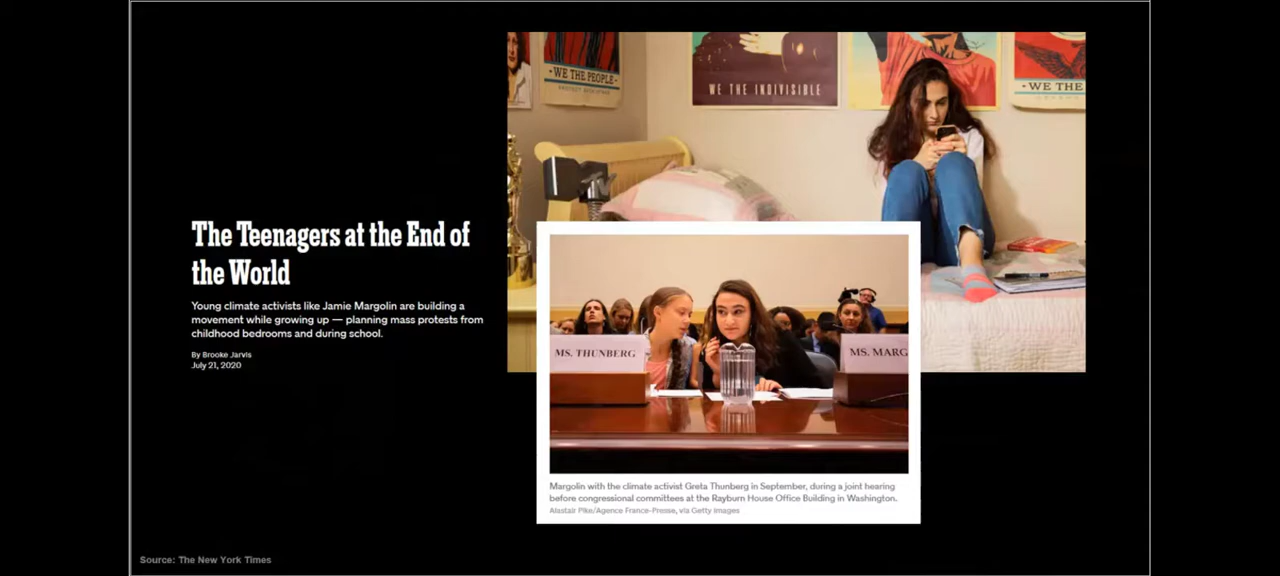 The Teenagers at the End of
the World
Young climate activists like Jamie Margolin are building a
movement while growing up — planning mass protests from
childhood bedrooms and during school.
By Brooke Jarvis
July 21, 2020
WE THE PEOPLE
WE THE INDIVISIBLE
WE THE
MS. THUNBERG
MS. MARG
Margolin with the climate activist Greta Thunberg in September, during a joint hearing
before congressional committees at the Rayburn House Office Building in Washington.
Alastair Pike/Agence France-Presse, via Getty Images
Source: The New York Times